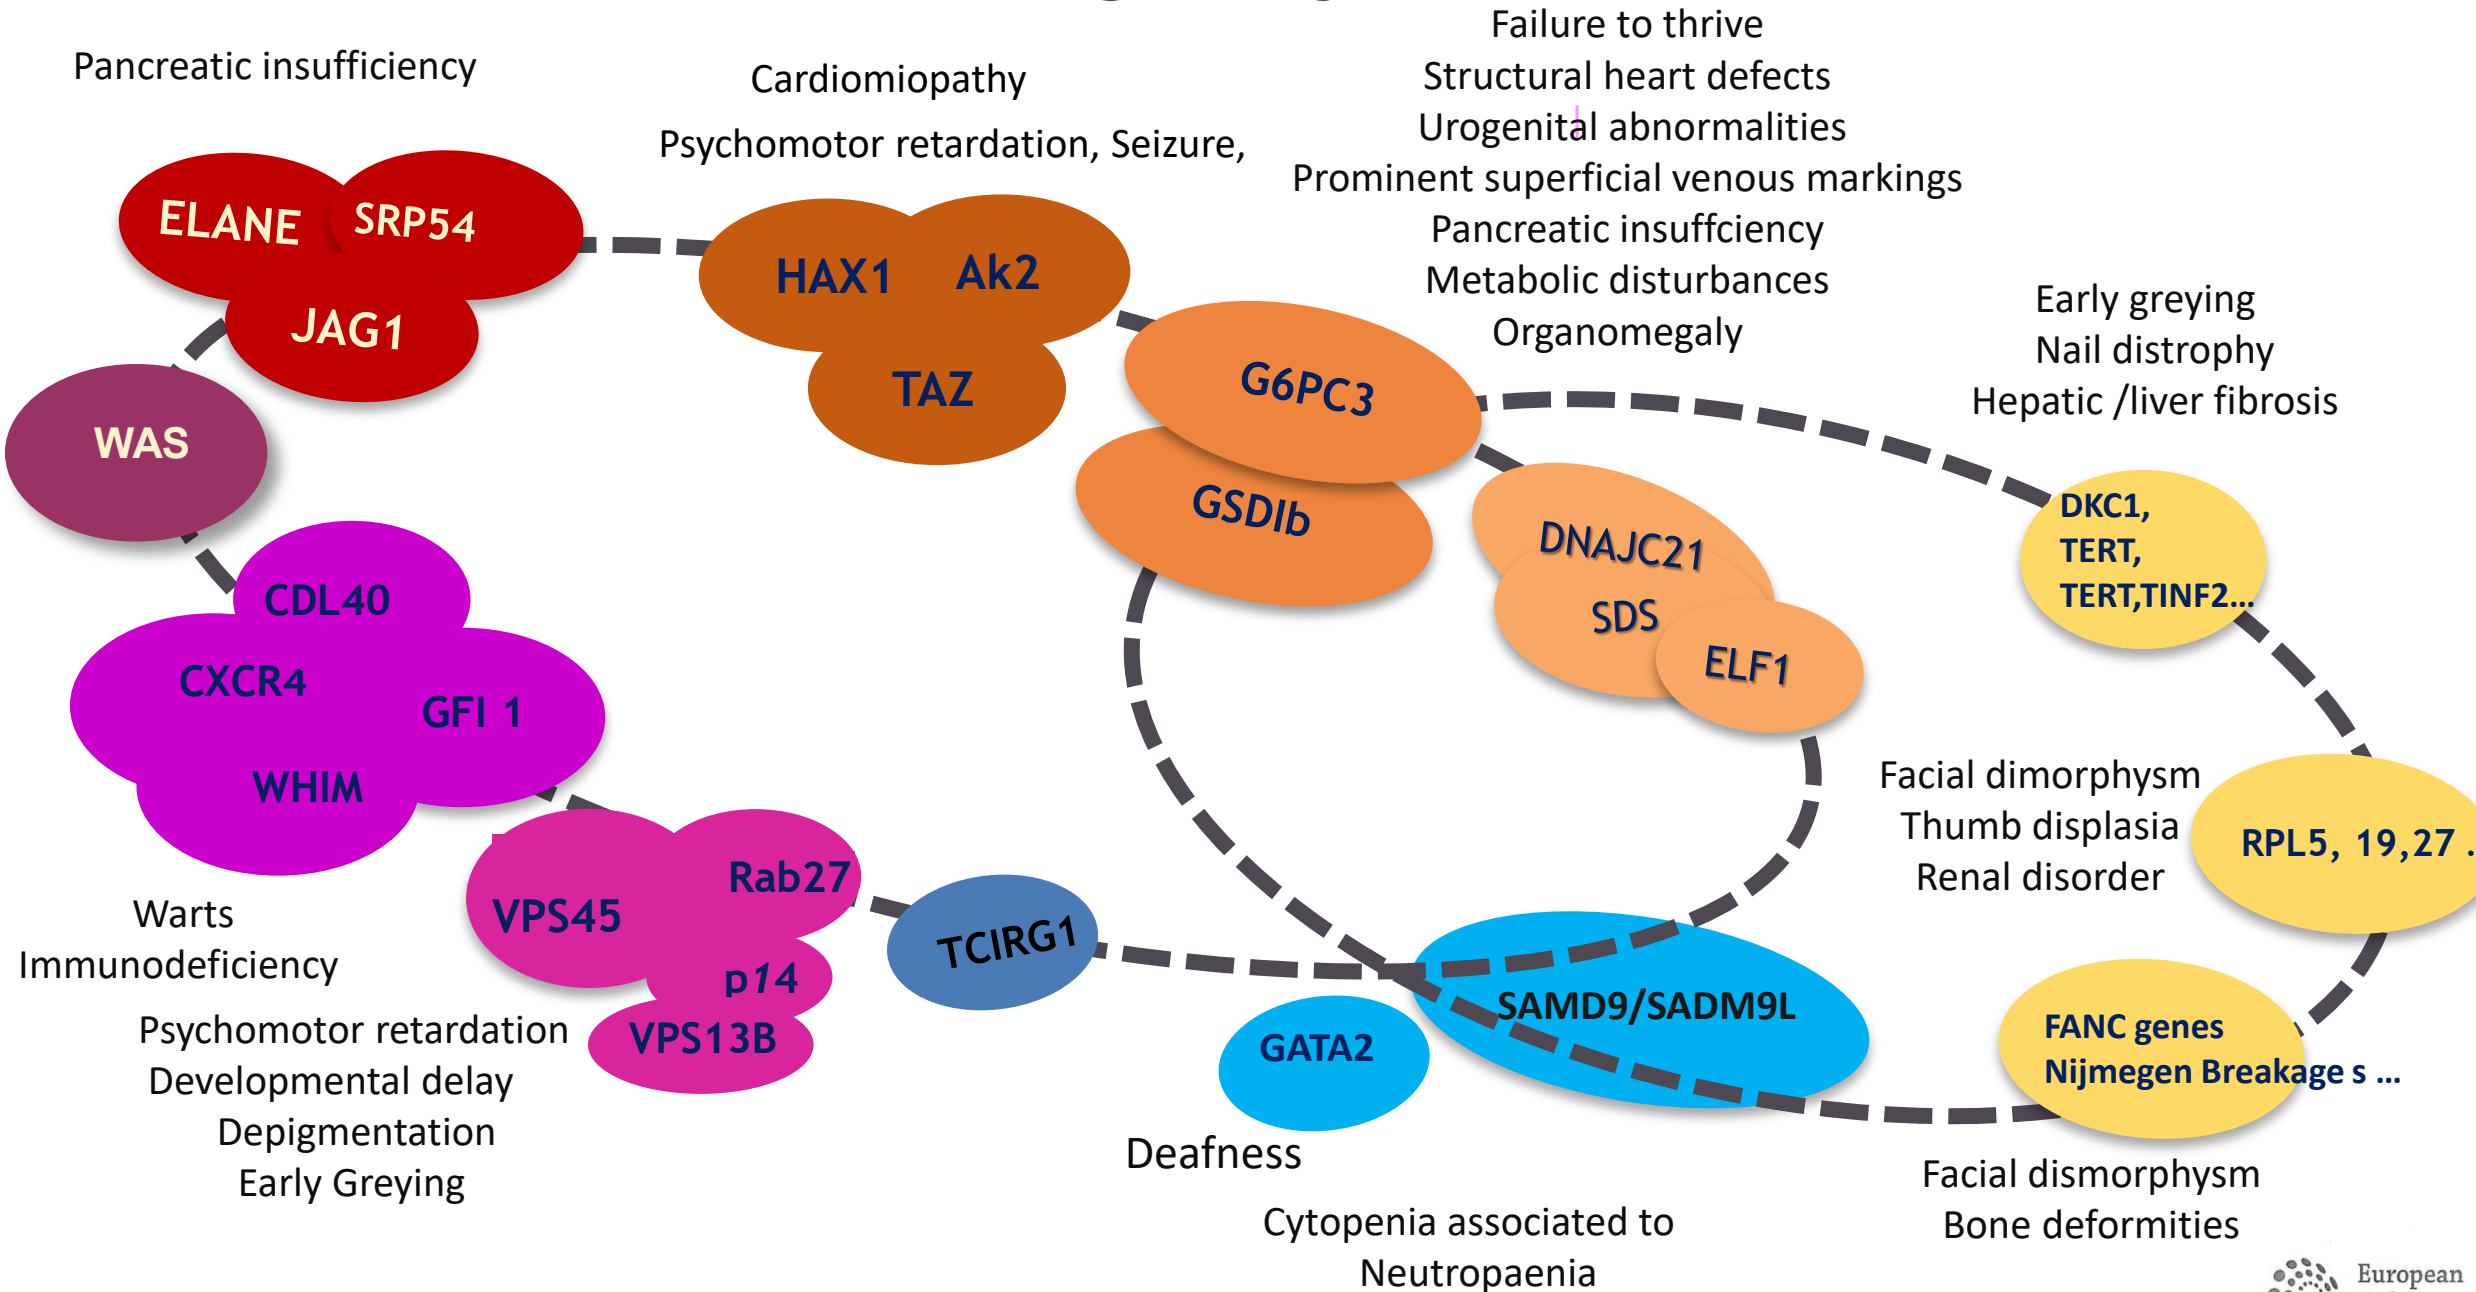 Pancreatic insufficiency
Cardiomiopathy
Psychomotor retardation, Seizure,
Failure to thrive
Structural heart defects
Urogenital abnormalities
Prominent superficial venous markings
Pancreatic insuffciency
Metabolic disturbances
Organomegaly
Early greying
Nail distrophy
Hepatic /liver fibrosis
ELANE
SRP54
JAG1
HAX1
Ak2
TAZ
G6PC3
GSDIb
WAS
DNAJC21
SDS
ELF1
DKC1,
TERT,
TERT,TINF2...
CDL40
CXCR4
GFI 1
WHIM
Facial dimorphysm
Thumb displasia
Renal disorder
RPL5, 19,27 .
Rab27
VPS45
p14
VPS13B
TCIRG1
Warts
Immunodeficiency
Psychomotor retardation
Developmental delay
Depigmentation
Early Greying
SAMD9/SADM9L
GATA2
FANC genes
Nijmegen Breakage s ...
Deafness
Cytopenia associated to
Neutropaenia
Facial dismorphysm
Bone deformities
European